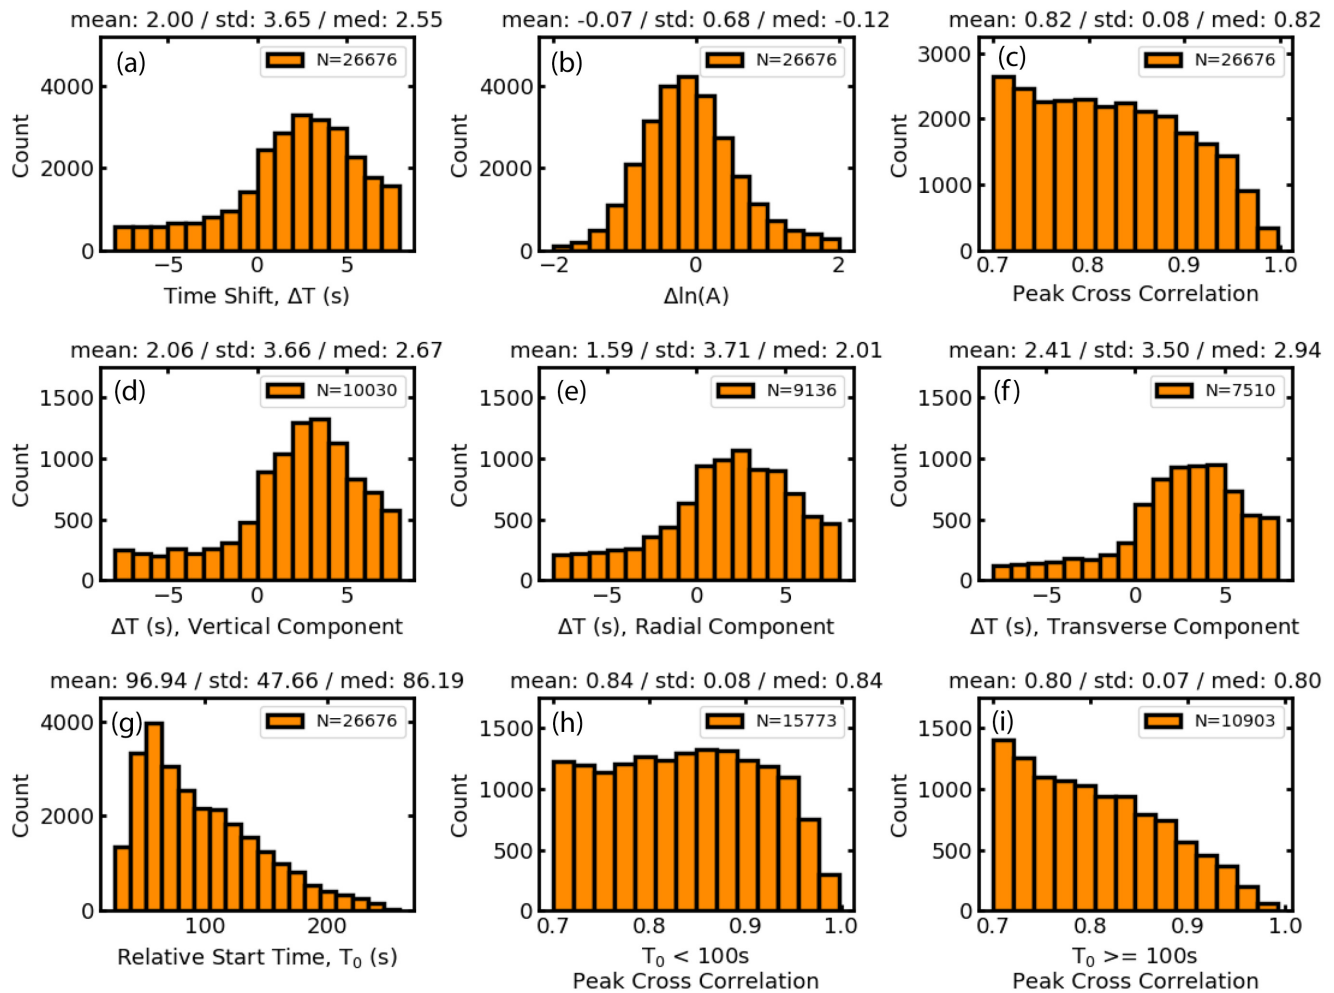 mean: 2.00 / std: 3.65 / med: 2.55
(a)
N=26676
4000
2000
0
Count
−5 0 5
Time Shift, ΔT (s)
mean: -0.07 / std: 0.68 / med: -0.12
(b)
N=26676
4000
2000
0
Count
−2 0 2
Δln(A)
mean: 0.82 / std: 0.08 / med: 0.82
(c)
N=26676
3000
2000
1000
0
Count
0.7 0.8 0.9 1.0
Peak Cross Correlation
mean: 2.06 / std: 3.66 / med: 2.67
(d)
N=10030
1500
1000
500
0
Count
−5 0 5
ΔT (s), Vertical Component
mean: 1.59 / std: 3.71 / med: 2.01
(e)
N=9136
1500
1000
500
0
Count
−5 0 5
ΔT (s), Radial Component
mean: 2.41 / std: 3.50 / med: 2.94
(f)
N=7510
1500
1000
500
0
Count
−5 0 5
ΔT (s), Transverse Component
mean: 96.94 / std: 47.66 / med: 86.19
(g)
N=26676
4000
2000
0
Count
100 200
Relative Start Time, T₀ (s)
mean: 0.84 / std: 0.08 / med: 0.84
(h)
N=15773
1500
1000
500
0
Count
0.7 0.8 0.9 1.0
T₀ < 100s
Peak Cross Correlation
mean: 0.80 / std: 0.07 / med: 0.80
(i)
N=10903
1500
1000
500
0
Count
0.7 0.8 0.9 1.0
T₀ >= 100s
Peak Cross Correlation